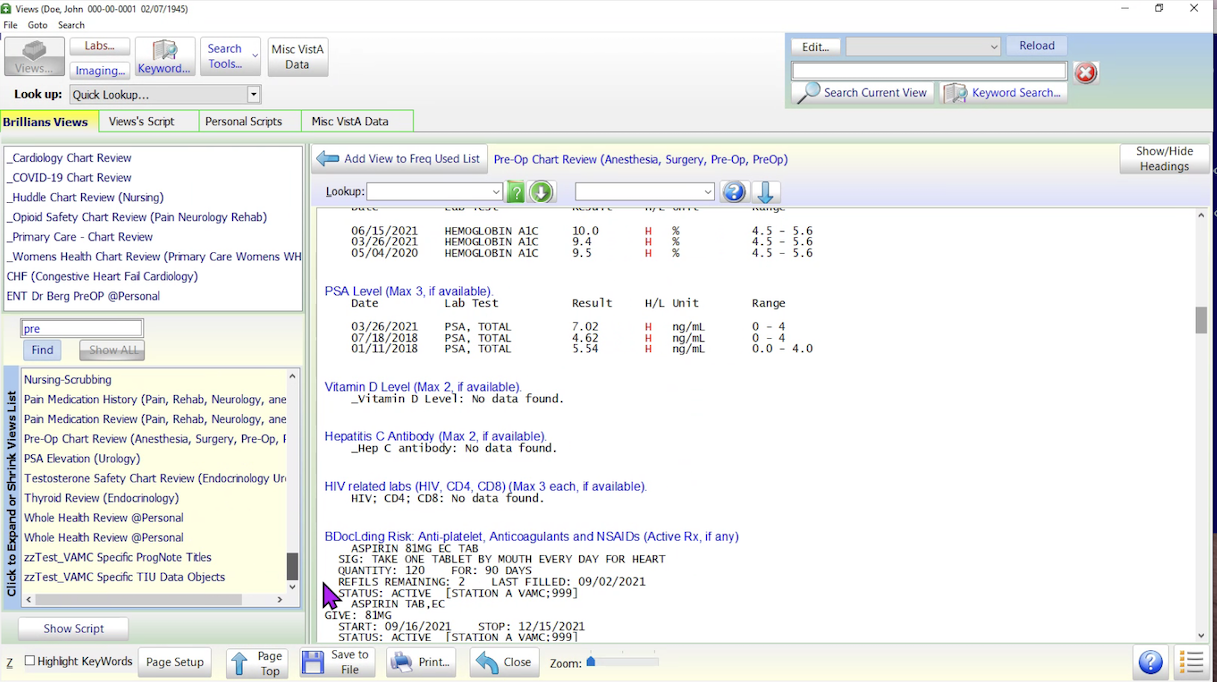 Views (Doe, John 000-00-0001 02/07/1945)
File Goto Search
Views...
Labs...
Imaging...
Keyword...
Search Tools...
Misc VistA Data
Edit...
Reload
Look up: Quick Lookup...
Search Current View
Keyword Search...
Brillians Views
Views's Script
Personal Scripts
Misc VistA Data
_Cardiology Chart Review
_COVID-19 Chart Review
_Huddle Chart Review (Nursing)
_Opioid Safety Chart Review (Pain Neurology Rehab)
_Primary Care - Chart Review
_Womens Health Chart Review (Primary Care Womens WH
CHF (Congestive Heart Fail Cardiology)
ENT Dr Berg PreOP @Personal
pre
Find
Show ALL
Click to Expand or Shrink Views List
Nursing-Scrubbing
Pain Medication History (Pain, Rehab, Neurology, ane
Pain Medication Review (Pain, Rehab, Neurology, ane
Pre-Op Chart Review (Anesthesia, Surgery, Pre-Op, F
PSA Elevation (Urology)
Testosterone Safety Chart Review (Endocrinology Ur
Thyroid Review (Endocrinology)
Whole Health Review @Personal
Whole Health Review @Personal
zzTest_VAMC Specific ProgNote Titles
zzTest_VAMC Specific TIU Data Objects
Show Script
Add View to Freq Used List
Pre-Op Chart Review (Anesthesia, Surgery, Pre-Op, PreOp)
Show/Hide Headings
Lookup:
Date Lab Test Result H/L Unit Range
06/15/2021 HEMOGLOBIN A1C 10.0 H % 4.5 - 5.6
03/26/2021 HEMOGLOBIN A1C 9.4 H % 4.5 - 5.6
05/04/2020 HEMOGLOBIN A1C 9.5 H % 4.5 - 5.6
PSA Level (Max 3, if available).
Date Lab Test Result H/L Unit Range
03/26/2021 PSA, TOTAL 7.02 H ng/mL 0 - 4
07/18/2018 PSA, TOTAL 4.62 H ng/mL 0 - 4
01/11/2018 PSA, TOTAL 5.54 H ng/mL 0.0 - 4.0
Vitamin D Level (Max 2, if available).
_Vitamin D Level: No data found.
Hepatitis C Antibody (Max 2, if available).
_Hep C antibody: No data found.
HIV related labs (HIV, CD4, CD8) (Max 3 each, if available).
HIV; CD4; CD8: No data found.
BDocLding Risk: Anti-platelet, Anticoagulants and NSAIDs (Active Rx, if any)
ASPIRIN 81MG EC TAB
SIG: TAKE ONE TABLET BY MOUTH EVERY DAY FOR HEART
QUANTITY: 120 FOR: 90 DAYS
REFILS REMAINING: 2 LAST FILLED: 09/02/2021
STATUS: ACTIVE [STATION A VAMC;999]
ASPIRIN TAB,EC
GIVE: 81MG
START: 09/16/2021 STOP: 12/15/2021
STATUS: ACTIVE [STATION A VAMC;999]
Z
Highlight KeyWords
Page Setup
Page Top
Save to File
Print...
Close
Zoom: